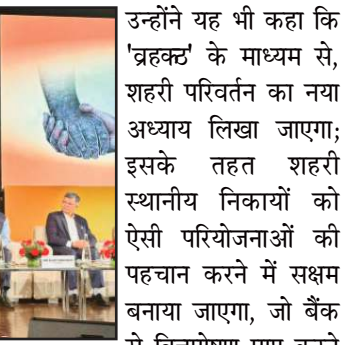 उन्होंने यह भी कहा कि
'व्रहक्ठ' के माध्यम से,
शहरी परिवर्तन का नया
अध्याय लिखा जाएगा;
इसके तहत शहरी
स्थानीय निकायों को
ऐसी परियोजनाओं की
पहचान करने में सक्षम
बनाया जाएगा, जो बैंक